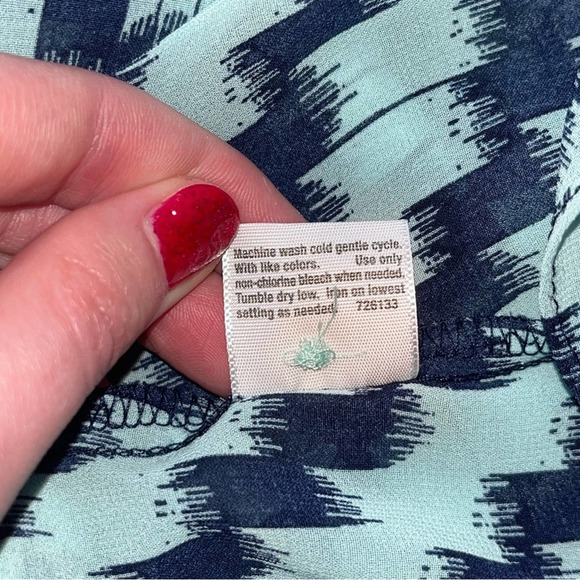 Machine wash cold gentle cycle.
With like colors. Use only
non-chlorine bleach when needed.
Tumble dry low. Iron on lowest
setting as needed. 726133